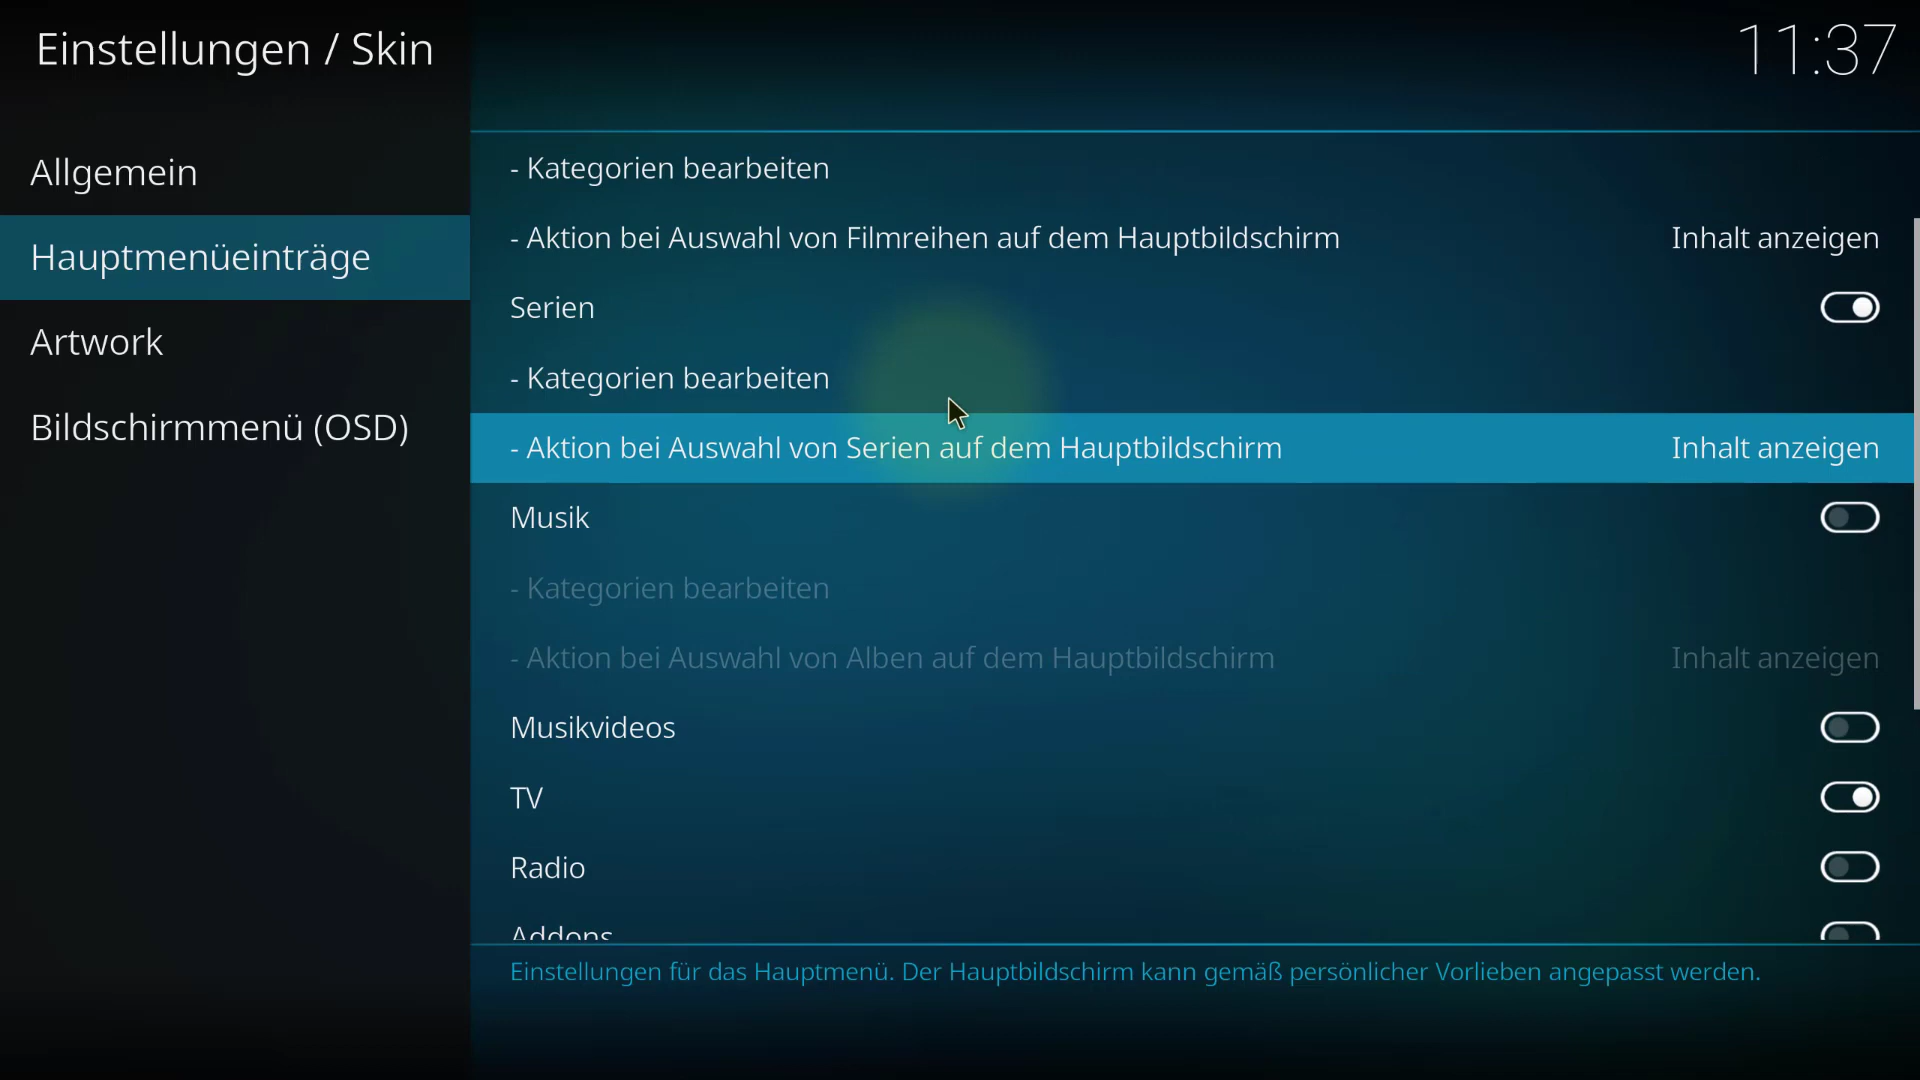 Einstellungen / Skin
11:37
Allgemein
Hauptmenüeinträge
Artwork
Bildschirmmenü (OSD)
- Kategorien bearbeiten
- Aktion bei Auswahl von Filmreihen auf dem Hauptbildschirm Inhalt anzeigen
Serien
- Kategorien bearbeiten
- Aktion bei Auswahl von Serien auf dem Hauptbildschirm Inhalt anzeigen
Musik
- Kategorien bearbeiten
- Aktion bei Auswahl von Alben auf dem Hauptbildschirm Inhalt anzeigen
Musikvideos
TV
Radio
Addons
Einstellungen für das Hauptmenü. Der Hauptbildschirm kann gemäß persönlicher Vorlieben angepasst werden.